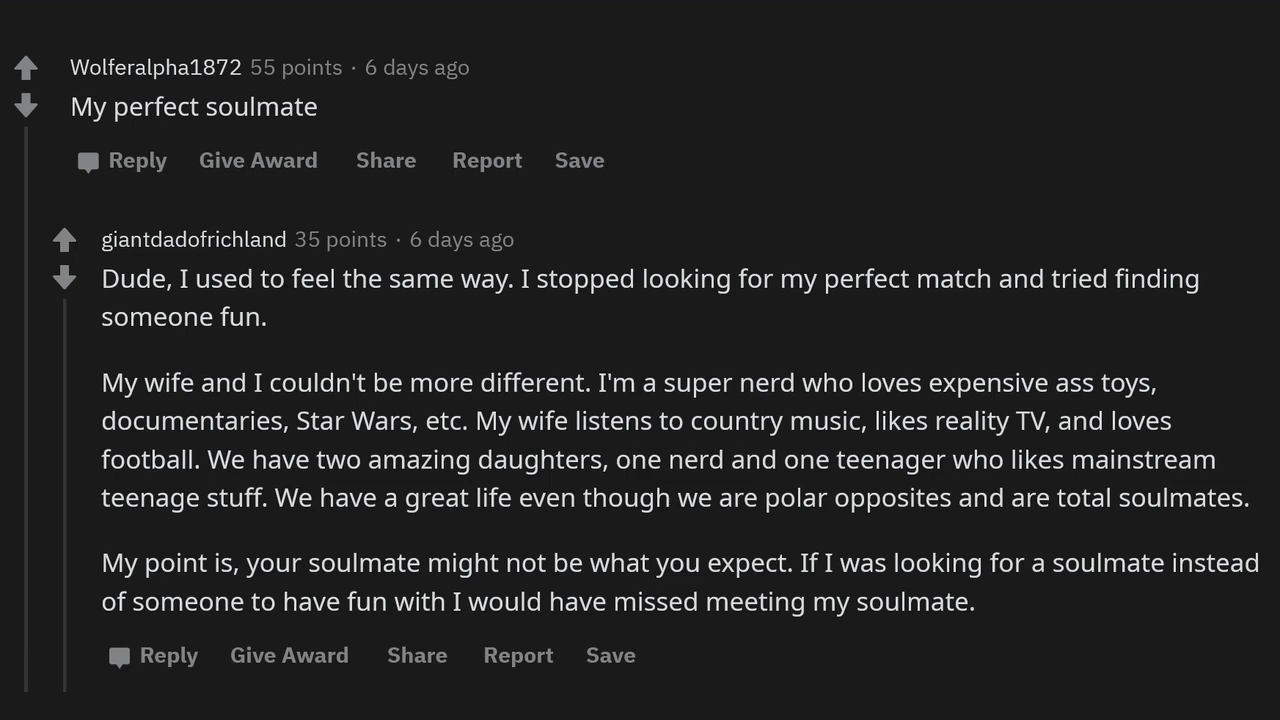 Wolferalpha1872 55 points · 6 days ago
My perfect soulmate
Reply Give Award Share Report Save
giantdadofrichland 35 points · 6 days ago
Dude, I used to feel the same way. I stopped looking for my perfect match and tried finding
someone fun.
My wife and I couldn't be more different. I'm a super nerd who loves expensive ass toys,
documentaries, Star Wars, etc. My wife listens to country music, likes reality TV, and loves
football. We have two amazing daughters, one nerd and one teenager who likes mainstream
teenage stuff. We have a great life even though we are polar opposites and are total soulmates.
My point is, your soulmate might not be what you expect. If I was looking for a soulmate instead
of someone to have fun with I would have missed meeting my soulmate.
Reply Give Award Share Report Save